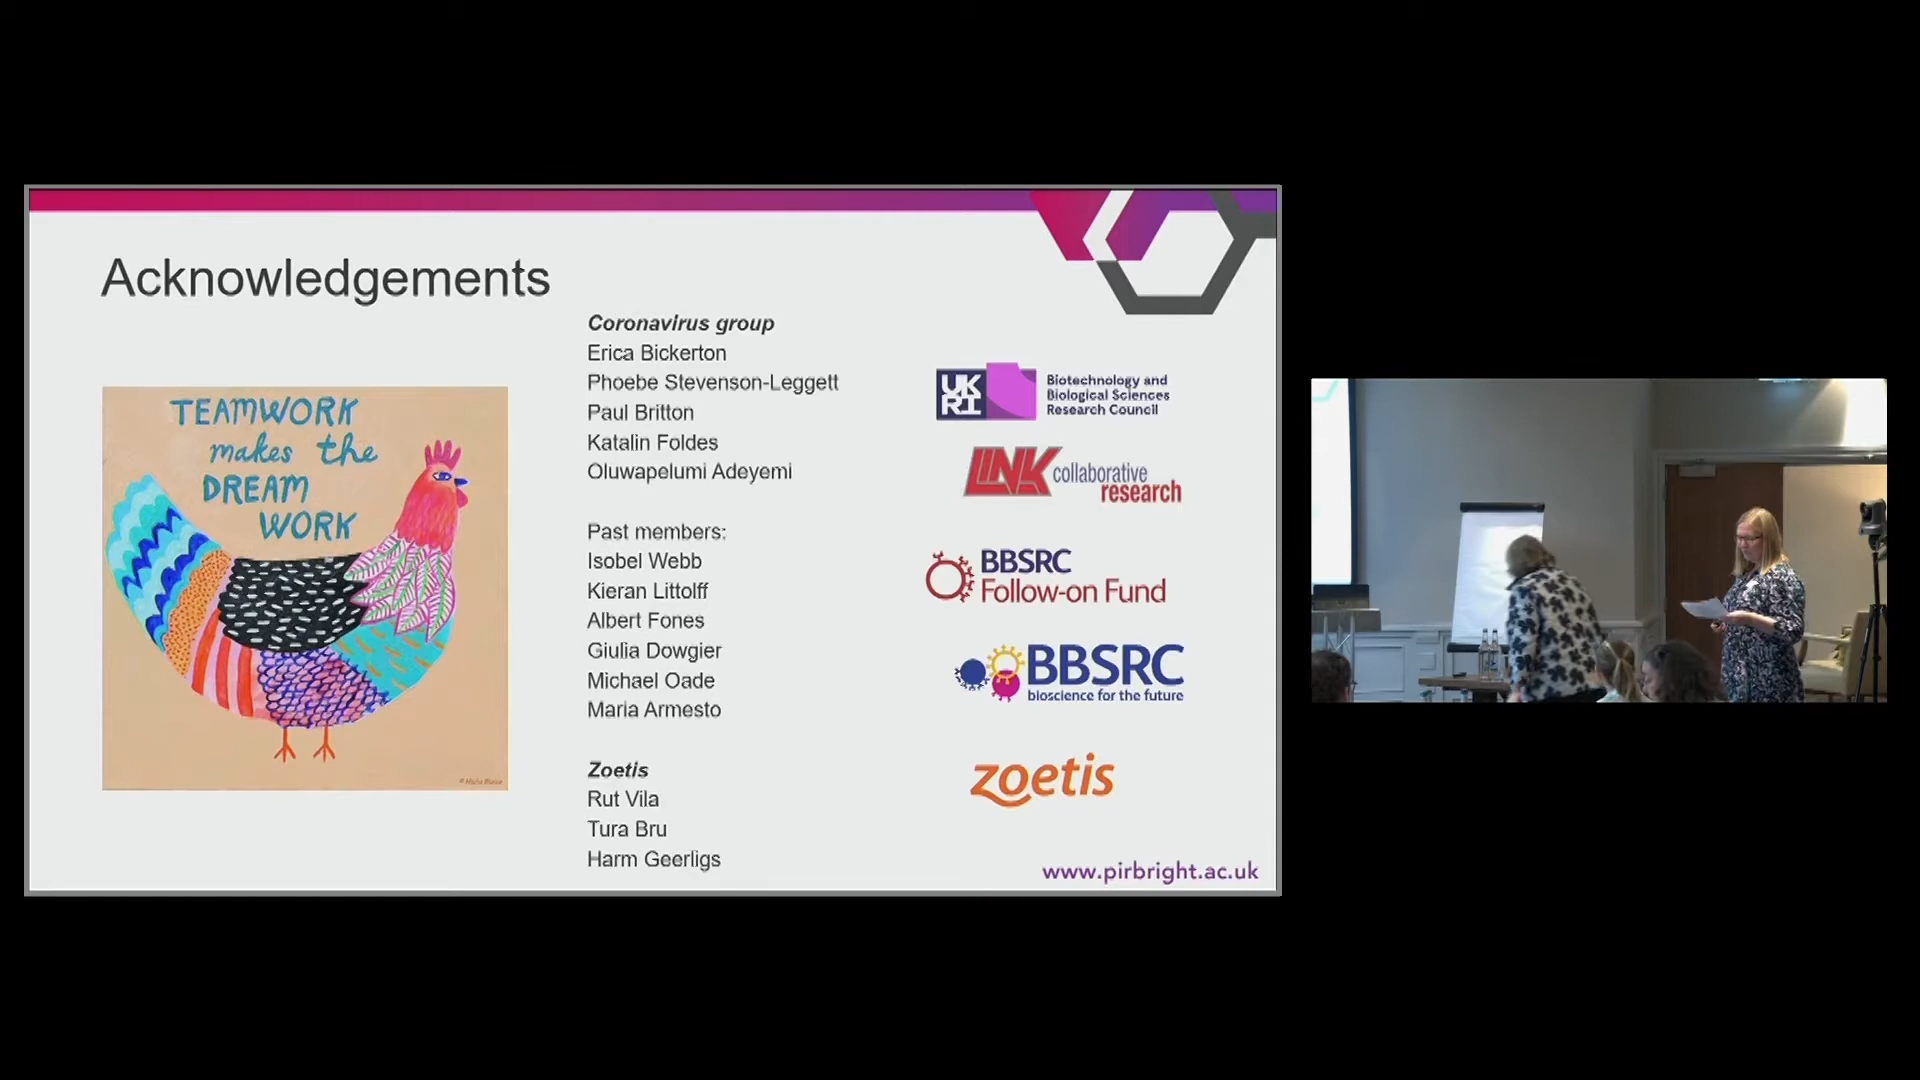 Acknowledgements
TEAMWORK
makes the
DREAM
WORK
Coronavirus group
Erica Bickerton
Phoebe Stevenson-Leggett
Paul Britton
Katalin Foldes
Oluwapelumi Adeyemi
Past members:
Isobel Webb
Kieran Littolff
Albert Fones
Giulia Dowgier
Michael Oade
Maria Armesto
Zoetis
Rut Vila
Tura Bru
Harm Geerligs
UK
RI
Biotechnology and
Biological Sciences
Research Council
LINK collaborative
research
BBSRC
Follow-on Fund
BBSRC
bioscience for the future
zoetis
www.pirbright.ac.uk